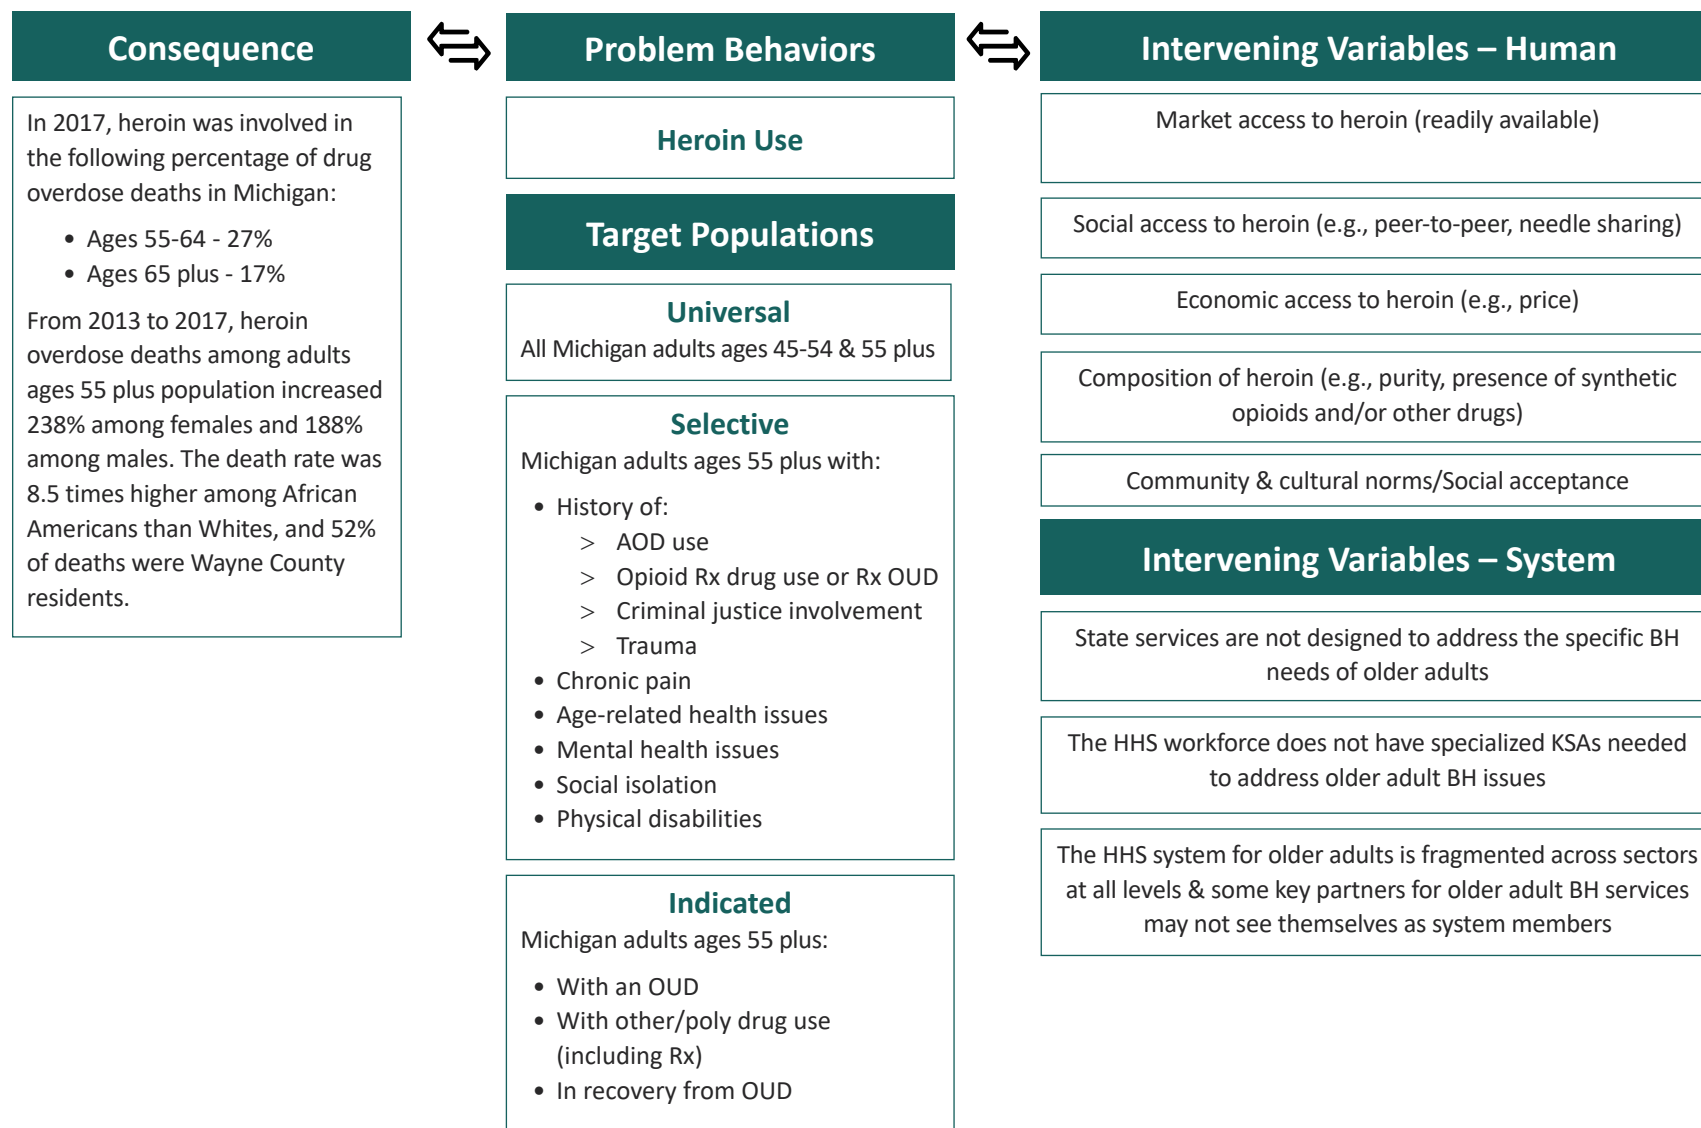 Consequence
In 2017, heroin was involved in
the following percentage of drug
overdose deaths in Michigan:
• Ages 55-64 - 27%
• Ages 65 plus - 17%
From 2013 to 2017, heroin
overdose deaths among adults
ages 55 plus population increased
238% among females and 188%
among males. The death rate was
8.5 times higher among African
Americans than Whites, and 52%
of deaths were Wayne County
residents.
Problem Behaviors
Heroin Use
Target Populations
Universal
All Michigan adults ages 45-54 & 55 plus
Selective
Michigan adults ages 55 plus with:
• History of:
> AOD use
> Opioid Rx drug use or Rx OUD
> Criminal justice involvement
> Trauma
• Chronic pain
• Age-related health issues
• Mental health issues
• Social isolation
• Physical disabilities
Indicated
Michigan adults ages 55 plus:
• With an OUD
• With other/poly drug use
(including Rx)
• In recovery from OUD
Intervening Variables – Human
Market access to heroin (readily available)
Social access to heroin (e.g., peer-to-peer, needle sharing)
Economic access to heroin (e.g., price)
Composition of heroin (e.g., purity, presence of synthetic
opioids and/or other drugs)
Community & cultural norms/Social acceptance
Intervening Variables – System
State services are not designed to address the specific BH
needs of older adults
The HHS workforce does not have specialized KSAs needed
to address older adult BH issues
The HHS system for older adults is fragmented across sectors
at all levels & some key partners for older adult BH services
may not see themselves as system members